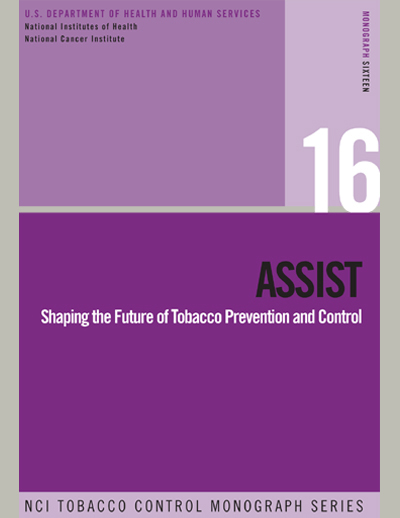 U.S. DEPARTMENT OF HEALTH AND HUMAN SERVICES
National Institutes of Health
National Cancer Institute
MONOGRAPH SIXTEEN
16
ASSIST
Shaping the Future of Tobacco Prevention and Control
NCI TOBACCO CONTROL MONOGRAPH SERIES